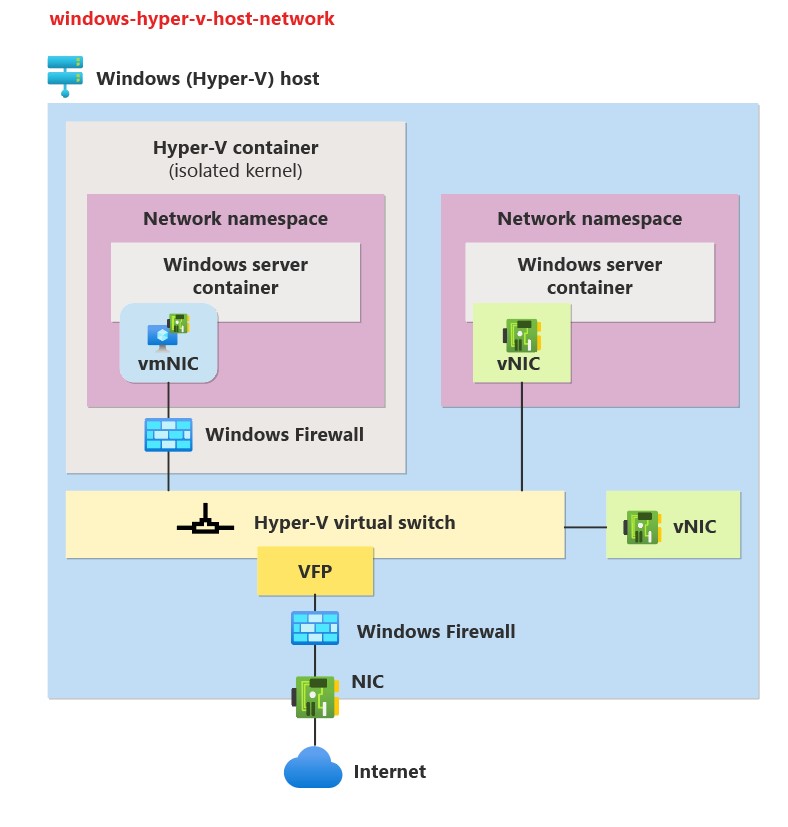 windows-hyper-v-host-network
Windows (Hyper-V) host
Hyper-V container
(isolated kernel)
Network namespace
Windows server
container
vmNIC
Windows Firewall
Network namespace
Windows server
container
vNIC
Hyper-V virtual switch
vNIC
VFP
Windows Firewall
NIC
Internet